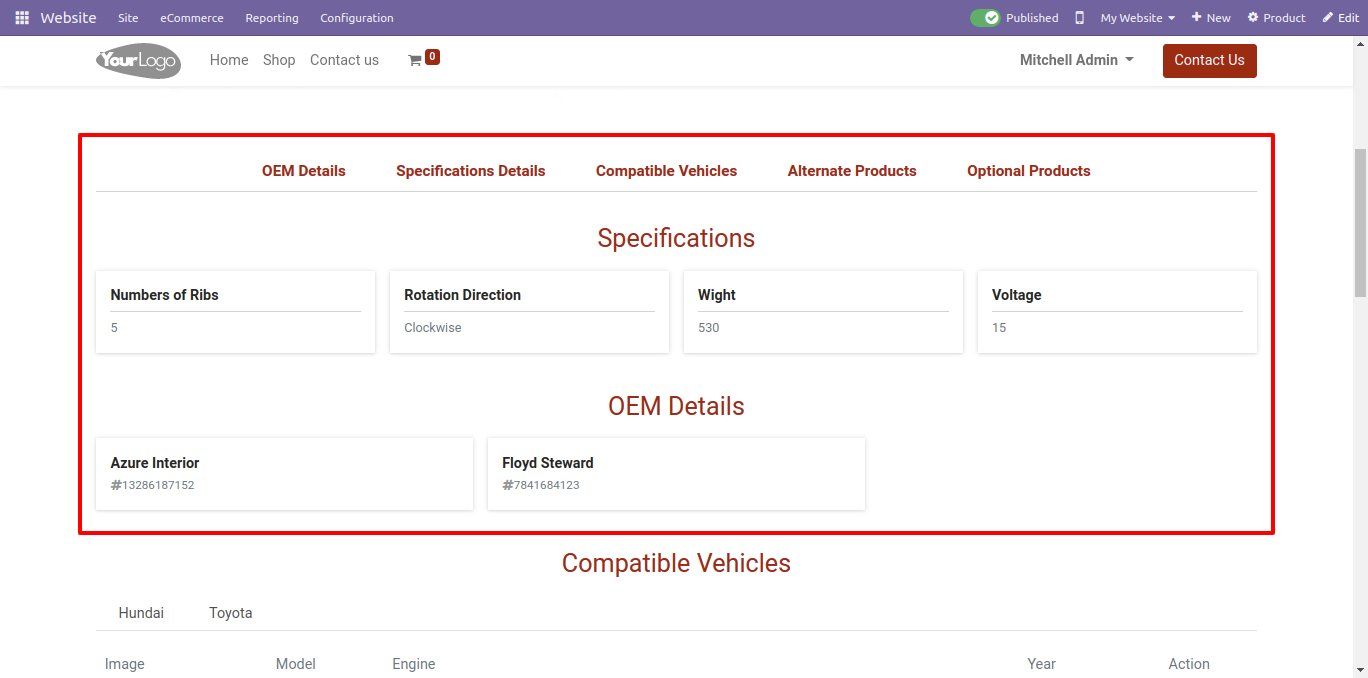 Website Site eCommerce Reporting Configuration Published My Website New Product Edit
YourLogo Home Shop Contact us 0 Mitchell Admin Contact Us
OEM Details Specifications Details Compatible Vehicles Alternate Products Optional Products
Specifications
Numbers of Ribs Rotation Direction Wight Voltage
5 Clockwise 530 15
OEM Details
Azure Interior Floyd Steward
#13286187152 #7841684123
Compatible Vehicles
Hundai Toyota
Image Model Engine Year Action